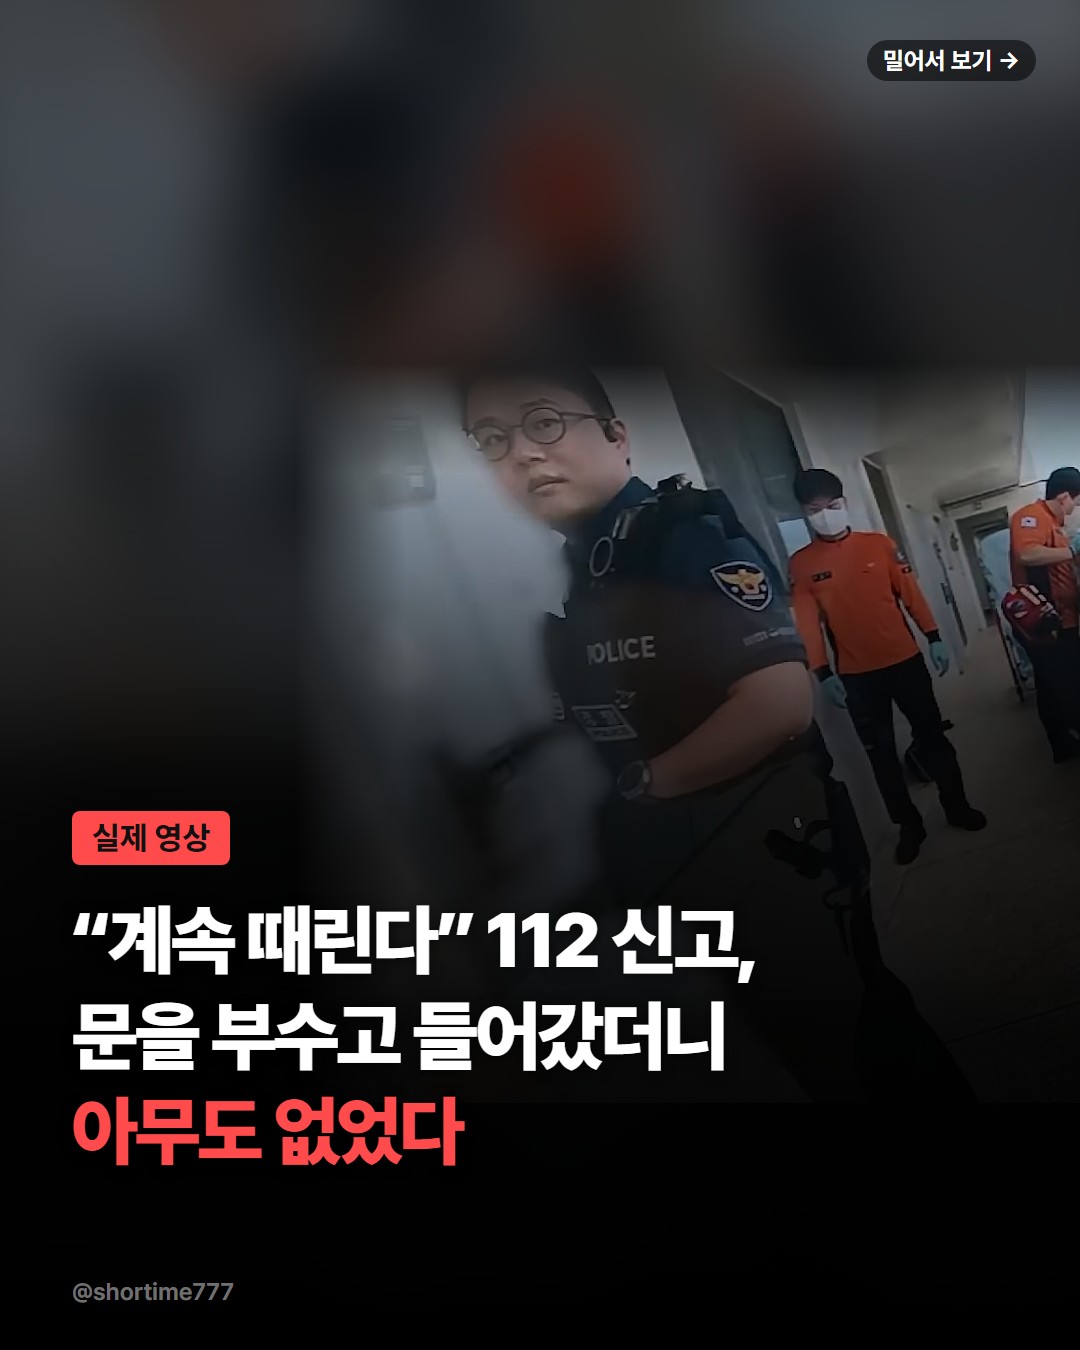 밀어서 보기 →
POLICE
실제 영상
“계속 때린다” 112 신고,
문을 부수고 들어갔더니
아무도 없었다
@shortime777